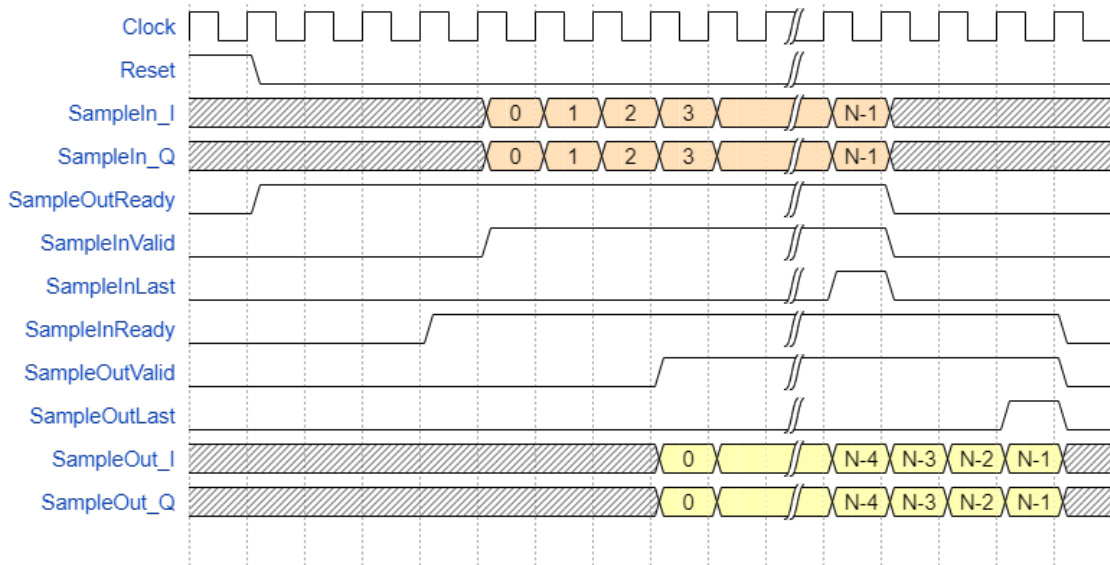 Clock
Reset
SampleIn_I 0 1 2 3 N-1
SampleIn_Q 0 1 2 3 N-1
SampleOutReady
SampleInValid
SampleInLast
SampleInReady
SampleOutValid
SampleOutLast
SampleOut_I 0 N-4 N-3 N-2 N-1
SampleOut_Q 0 N-4 N-3 N-2 N-1